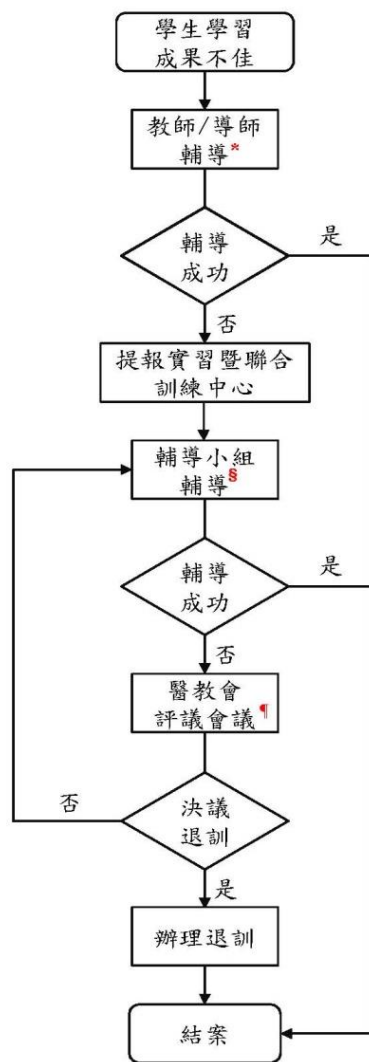 學生學習
成果不佳
教師/導師
輔導*
輔導
成功
是
否
提報實習暨聯合
訓練中心
輔導小組
輔導§
輔導
成功
是
否
醫教會
評議會議¶
否
決議
退訓
是
辦理退訓
結案